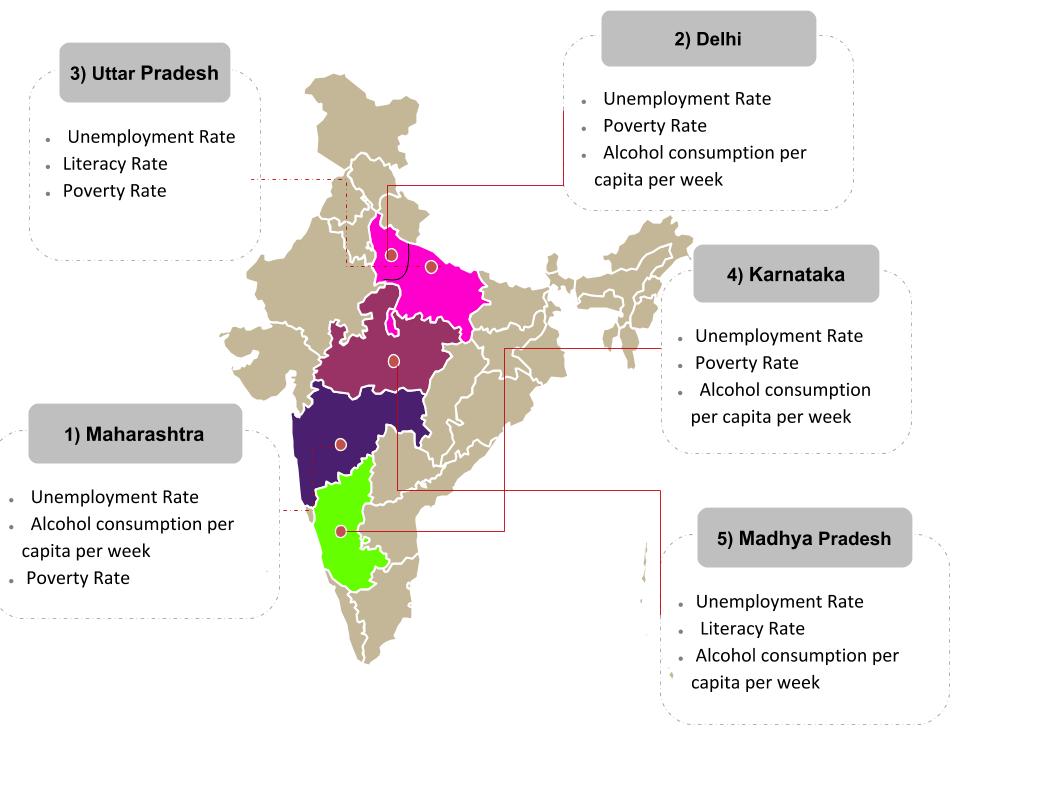 3) Uttar Pradesh
• Unemployment Rate
• Literacy Rate
• Poverty Rate
2) Delhi
• Unemployment Rate
• Poverty Rate
• Alcohol consumption per
capita per week
4) Karnataka
• Unemployment Rate
• Poverty Rate
• Alcohol consumption
per capita per week
1) Maharashtra
• Unemployment Rate
• Alcohol consumption per
capita per week
• Poverty Rate
5) Madhya Pradesh
• Unemployment Rate
• Literacy Rate
• Alcohol consumption per
capita per week